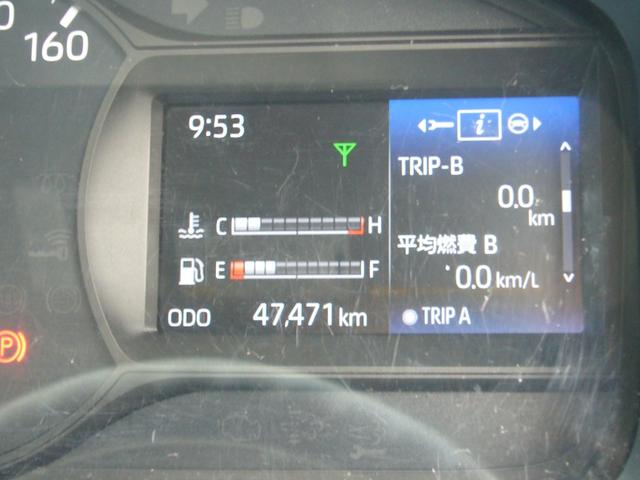 160
9:53
i
TRIP-B
0.0
km
C H
平均燃費 B
E F
0.0 km/L
ODO 47,471 km
TRIP A
(P)